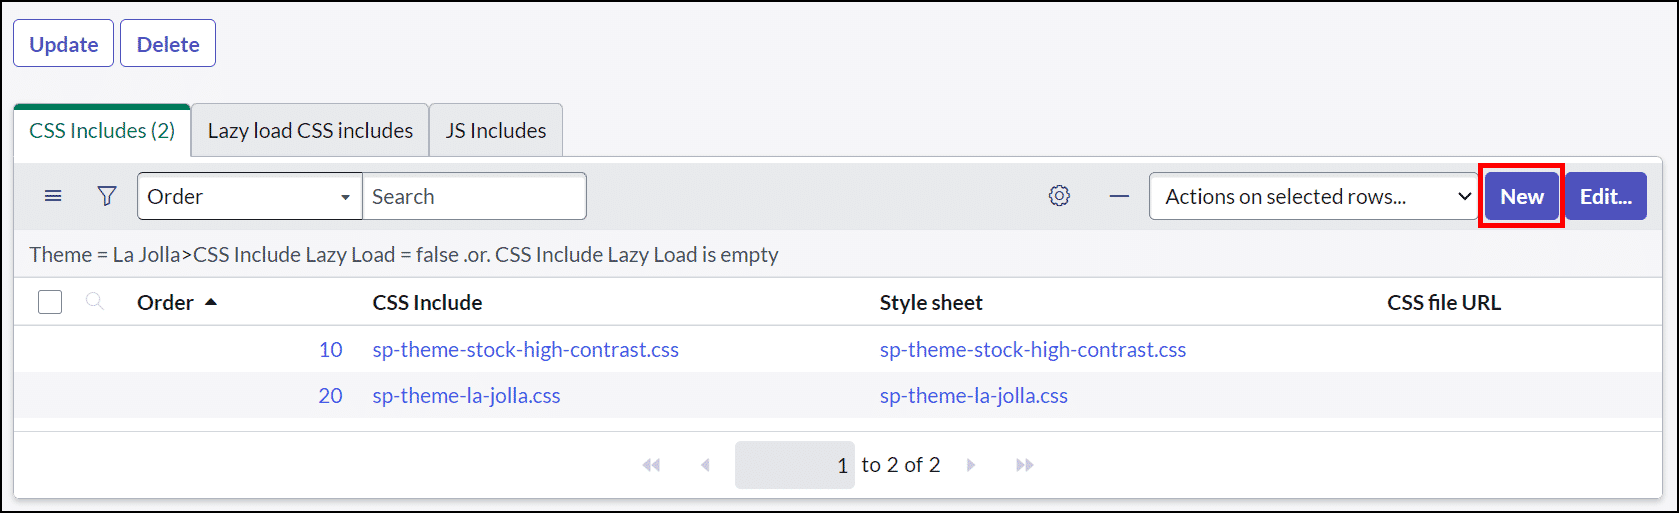 Update Delete
CSS Includes (2) Lazy load CSS includes JS Includes
Order Search Actions on selected rows... New Edit...
Theme = La Jolla>CSS Include Lazy Load = false .or. CSS Include Lazy Load is empty
Order CSS Include Style sheet CSS file URL
10 sp-theme-stock-high-contrast.css sp-theme-stock-high-contrast.css
20 sp-theme-la-jolla.css sp-theme-la-jolla.css
1 to 2 of 2